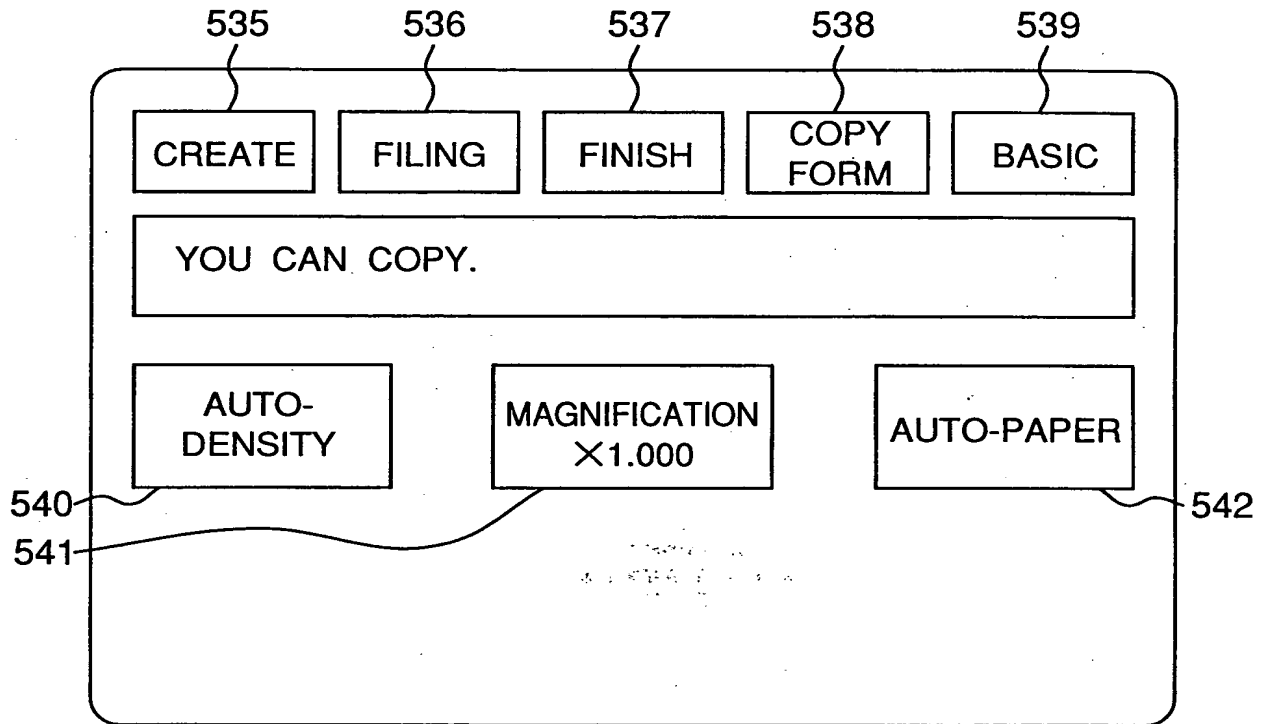 535 536 537 538 539
CREATE FILING FINISH COPY FORM BASIC
YOU CAN COPY.
AUTO-
DENSITY
MAGNIFICATION
×1.000
AUTO-PAPER
540
541
542